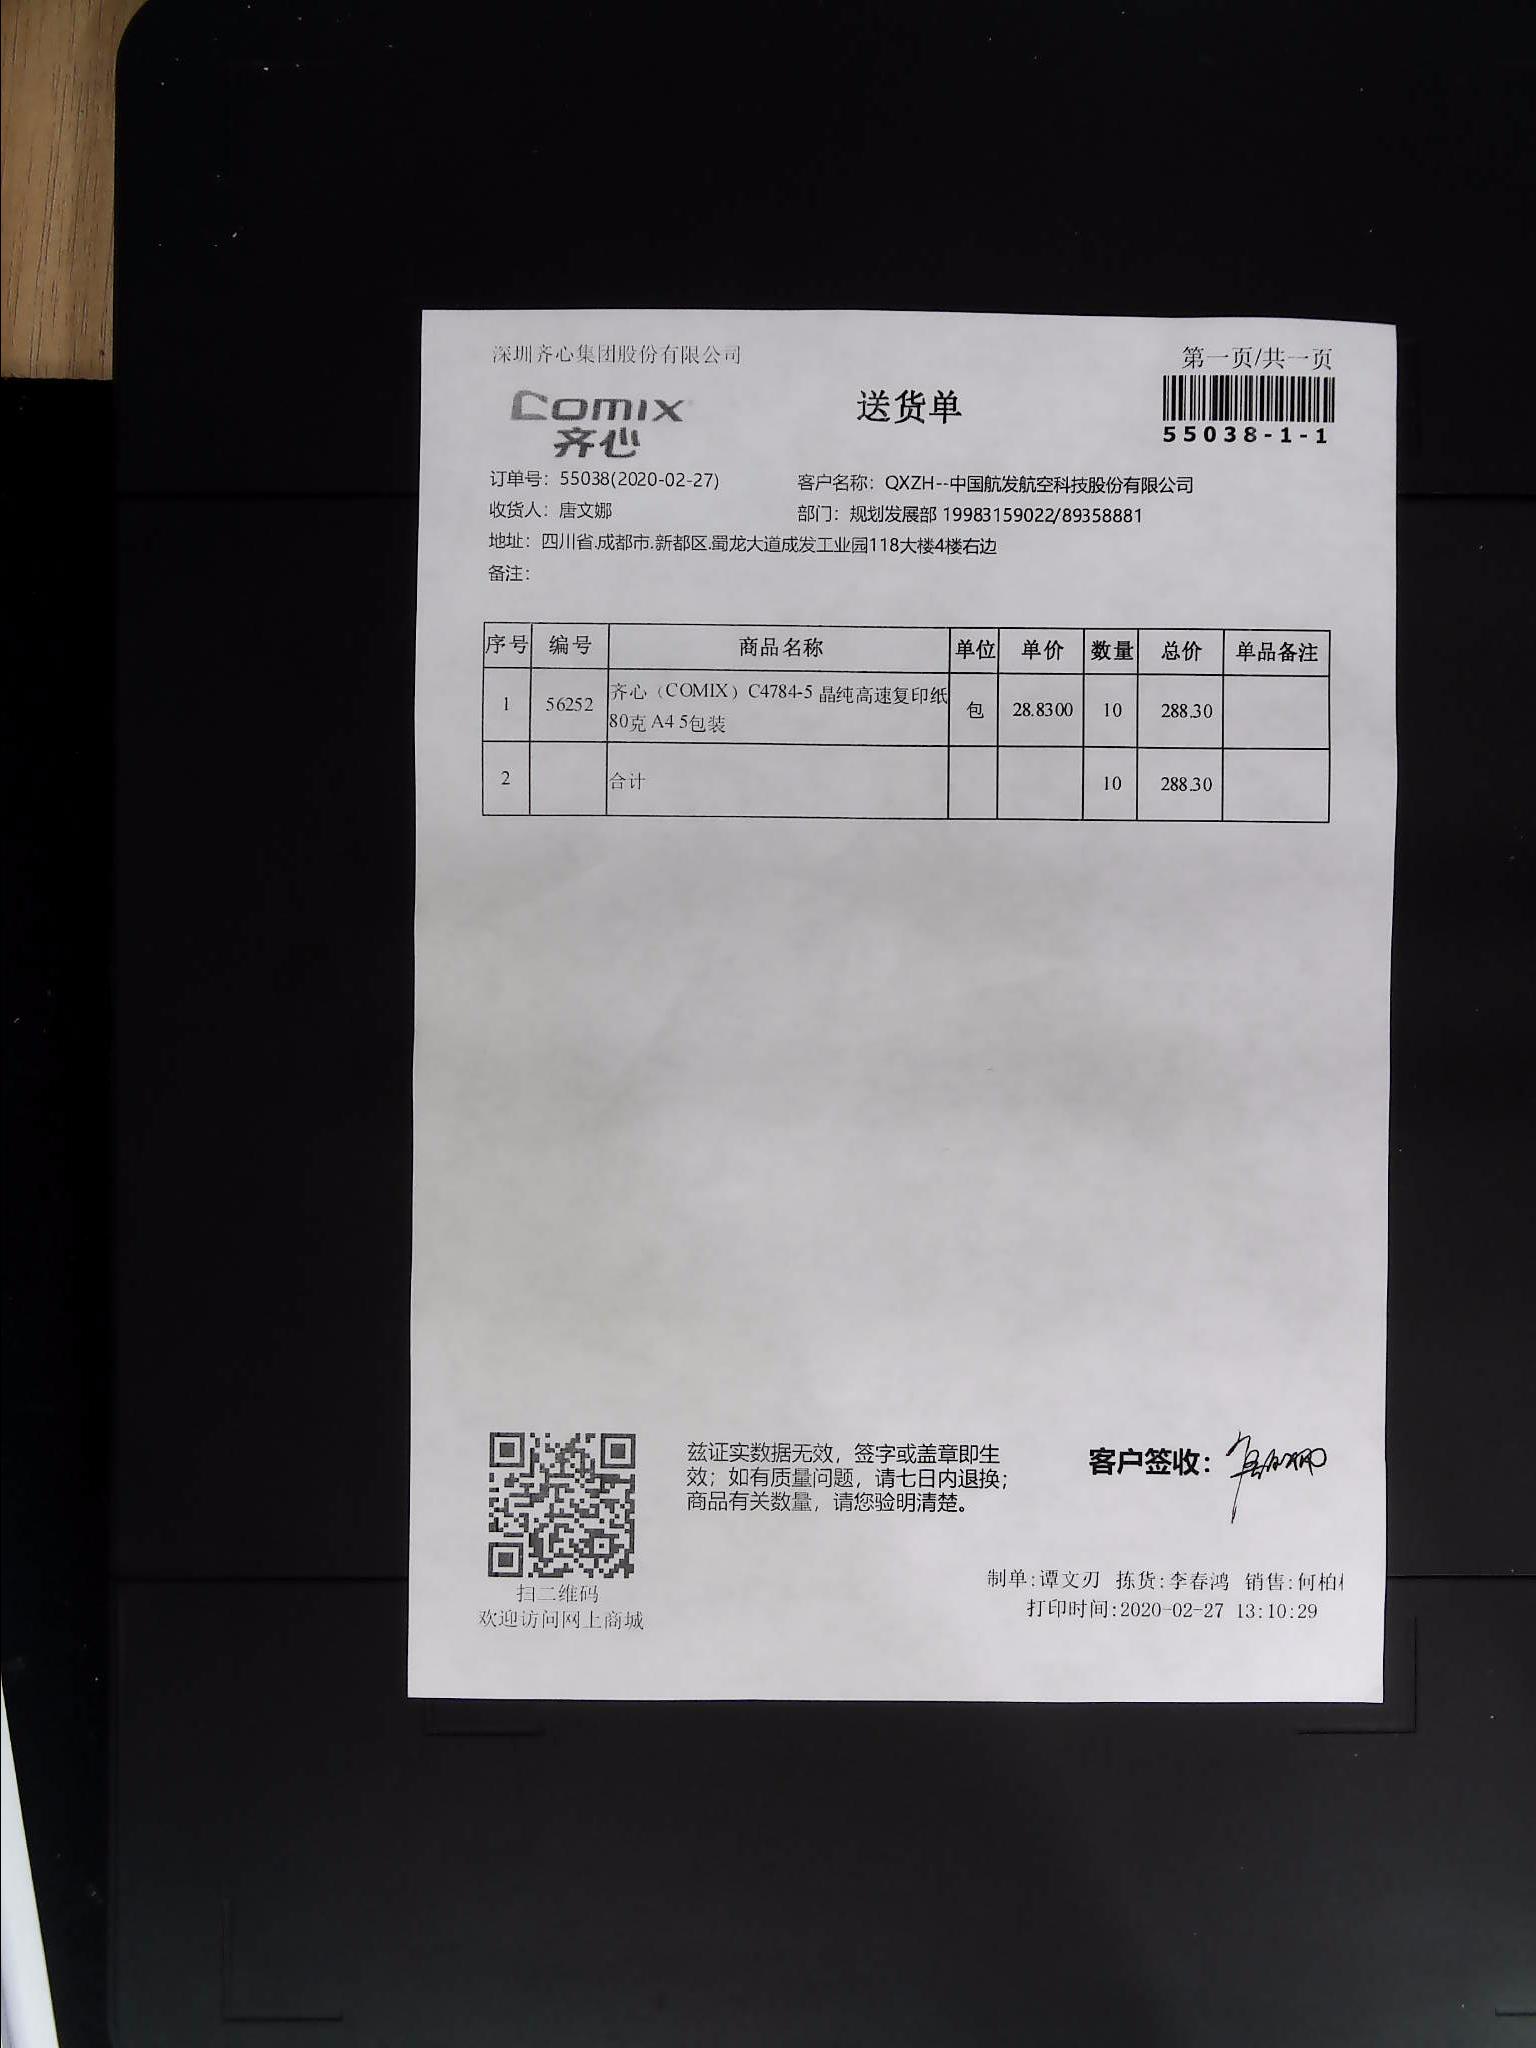 深圳齐心集团股份有限公司
第一页/共一页
COMIX
齐心
送货单
55038-1-1
订单号：55038(2020-02-27)
客户名称：QXZH--中国航发航空科技股份有限公司
收货人：唐文娜
部门：规划发展部 19983159022/89358881
地址：四川省.成都市.新都区.蜀龙大道成发工业园118大楼4楼右边
备注：
序号 编号 商品名称 单位 单价 数量 总价 单品备注
1 56252 齐心（COMIX）C4784-5 晶纯高速复印纸 包 28.8300 10 288.30
80克 A4 5包装
2 合计 10 288.30
兹证实数据无效，签字或盖章即生
效；如有质量问题，请七日内退换；
商品有关数量，请您验明清楚。
客户签收：
扫二维码
欢迎访问网上商城
制单:谭文刃 拣货:李春鸿 销售:何柏
打印时间:2020-02-27 13:10:29